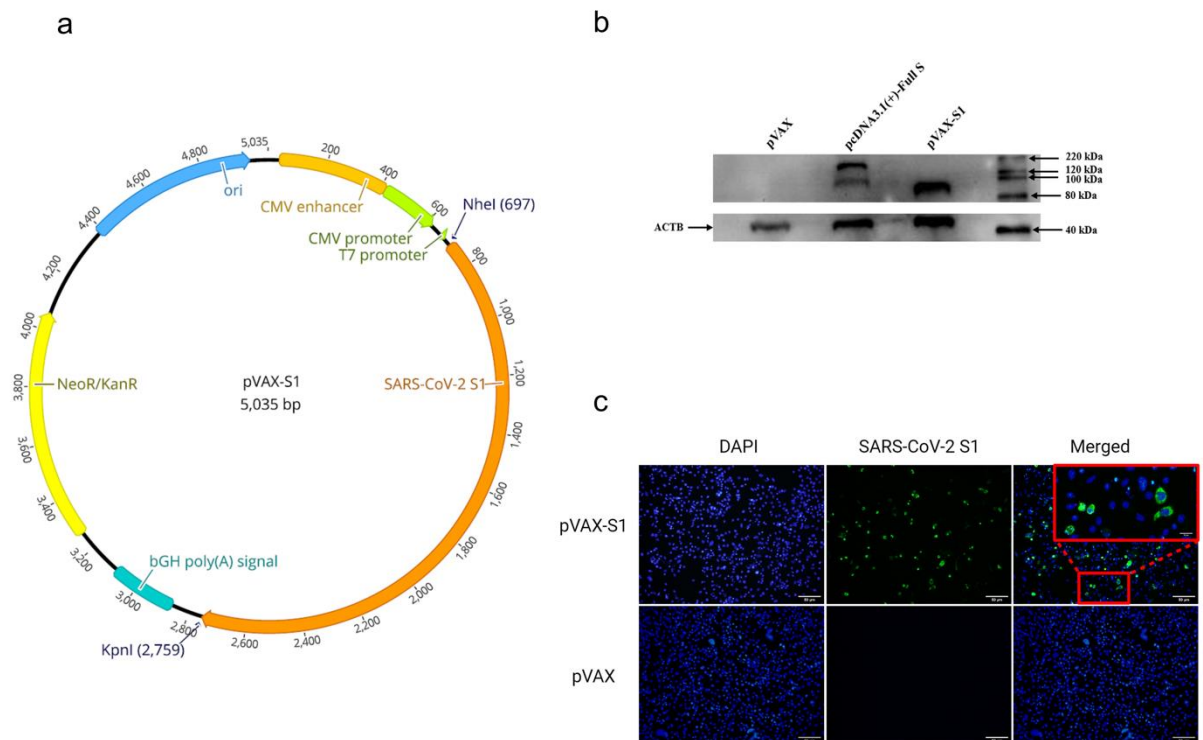 a
5,035
200
400
600
NheI (697)
800
1,000
1,200
1,400
1,600
1,800
2,000
2,200
2,400
2,600
2,800
KpnI (2,759)
3,000
3,200
3,400
3,600
3,800
4,000
4,200
4,400
4,600
4,800
ori
CMV enhancer
CMV promoter
T7 promoter
SARS-CoV-2 S1
NeoR/KanR
bGH poly(A) signal
pVAX-S1
5,035 bp
b
pVAX
pcDNA3.1(+)-Full S
pVAX-S1
220 kDa
120 kDa
100 kDa
80 kDa
ACTB
40 kDa
c
DAPI
SARS-CoV-2 S1
Merged
pVAX-S1
pVAX